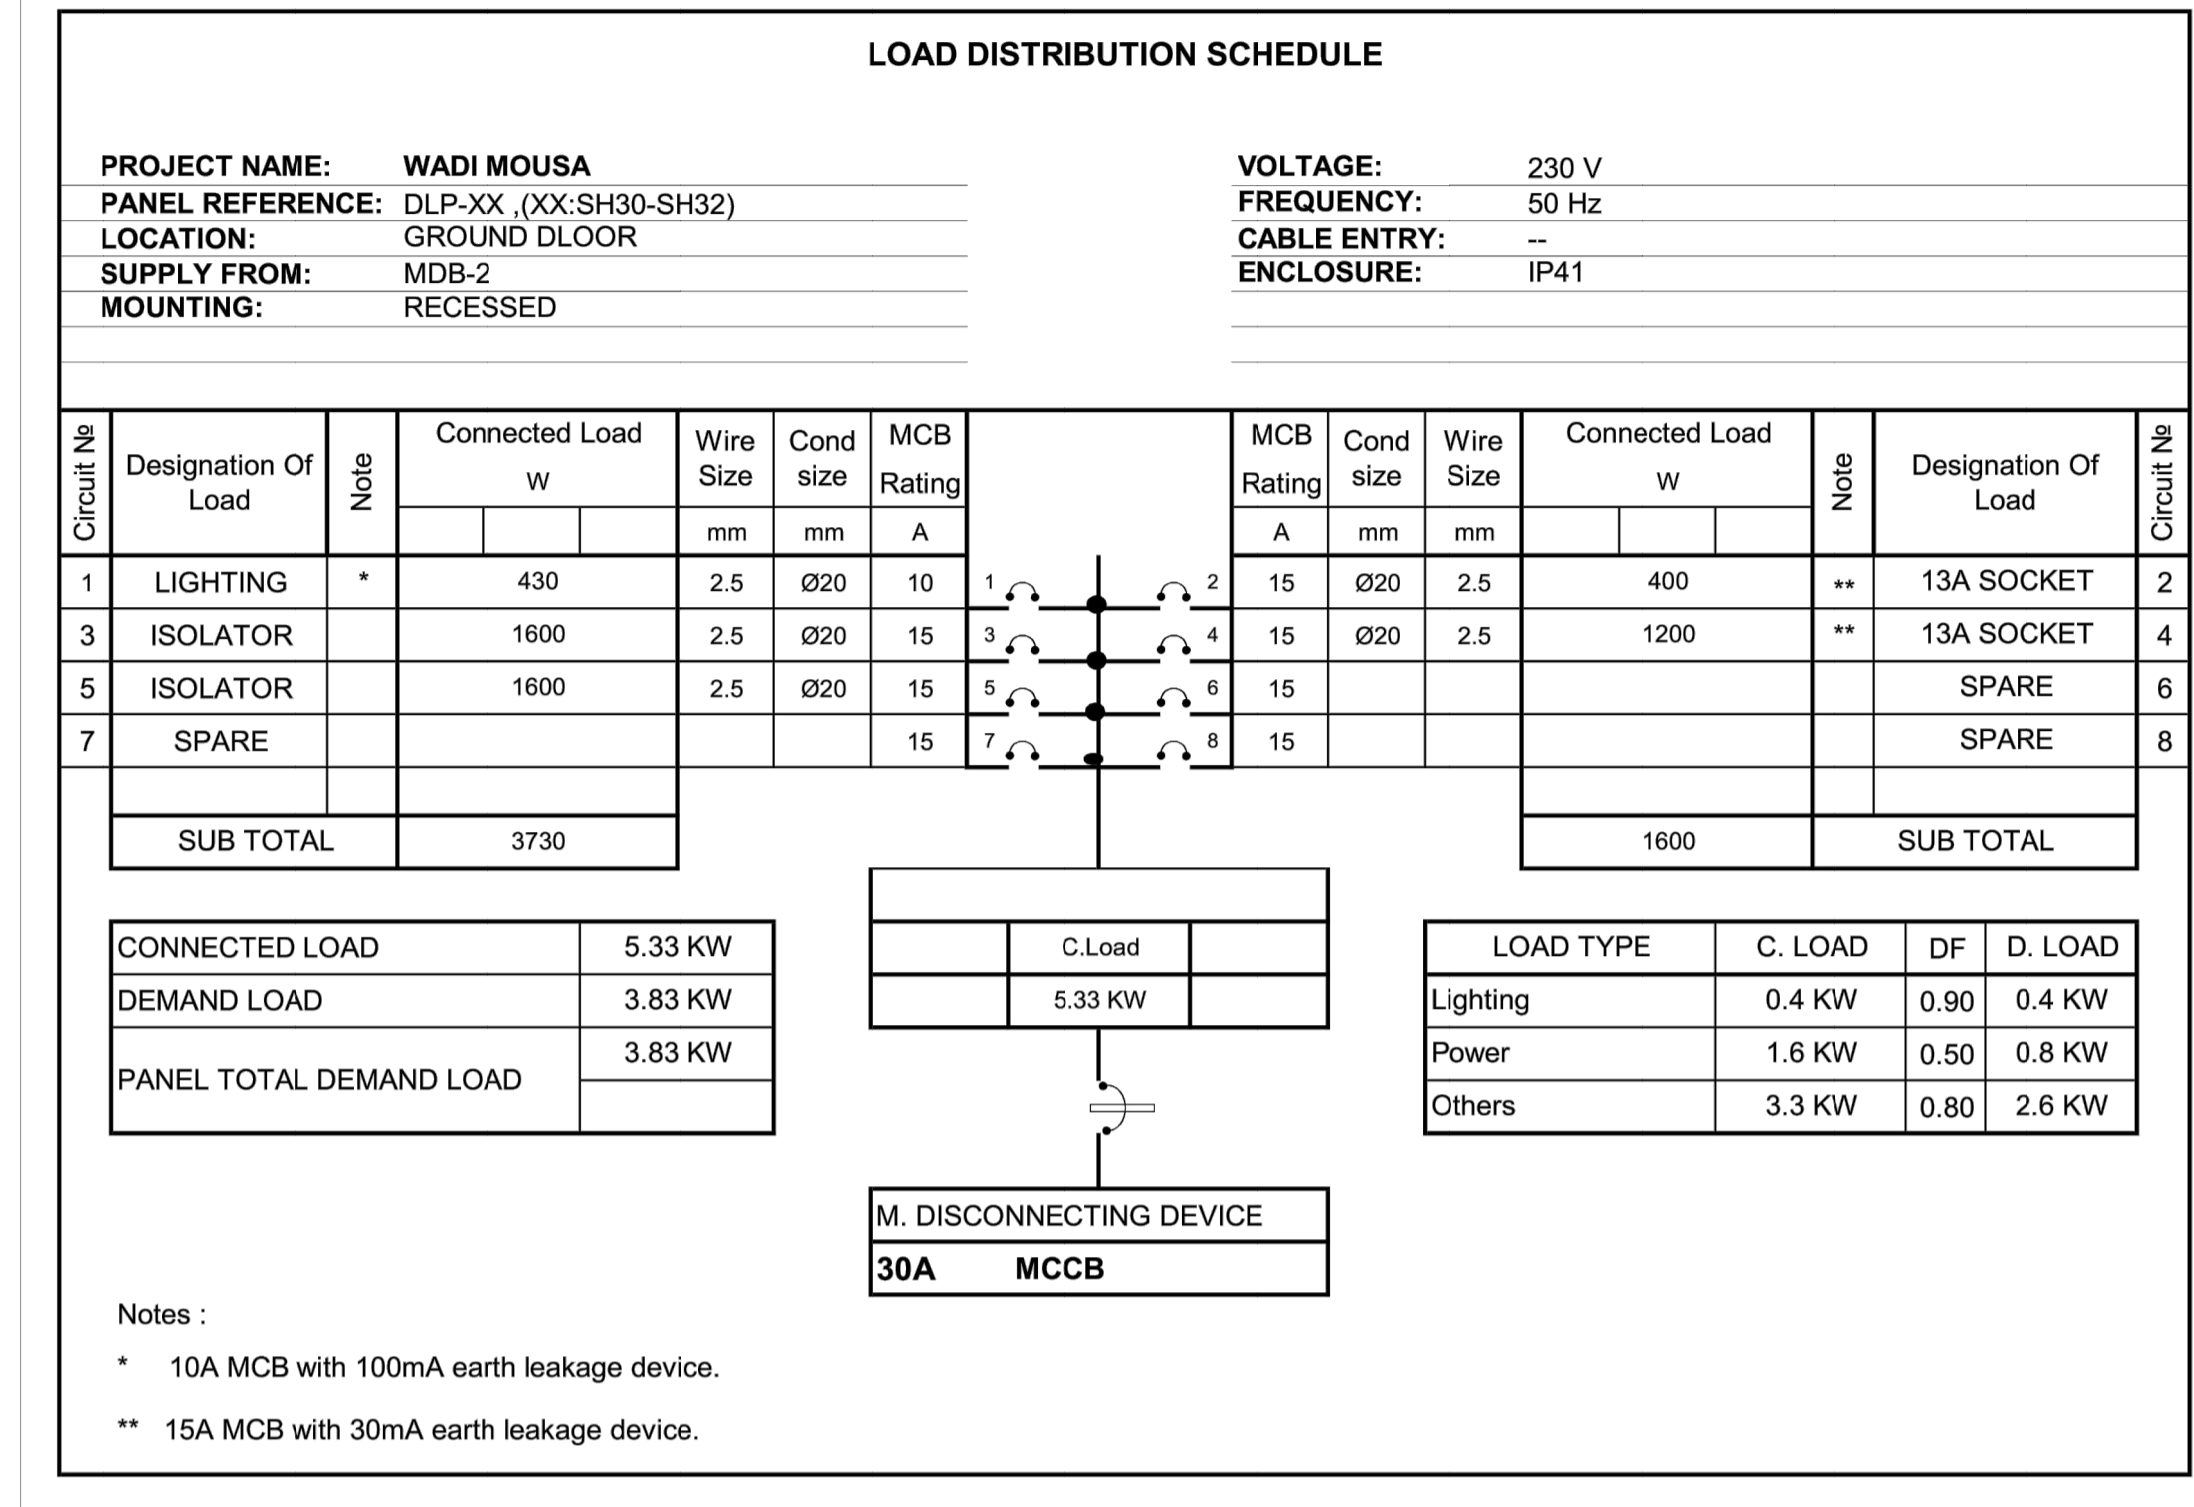 LOAD DISTRIBUTION SCHEDULE
PROJECT NAME: WADI MOUSA
PANEL REFERENCE: DLP-XX ,(XX:SH30-SH32)
LOCATION: GROUND DLOOR
SUPPLY FROM: MDB-2
MOUNTING: RECESSED
VOLTAGE: 230 V
FREQUENCY: 50 Hz
CABLE ENTRY: --
ENCLOSURE: IP41
Circuit № Designation Of Load Note Connected Load W Wire Size mm Cond size mm MCB Rating A MCB Rating A Cond size mm Wire Size mm Connected Load W Note Designation Of Load Circuit №
1 LIGHTING * 430 2.5 Ø20 10 1 2 15 Ø20 2.5 400 ** 13A SOCKET 2
3 ISOLATOR 1600 2.5 Ø20 15 3 4 15 Ø20 2.5 1200 ** 13A SOCKET 4
5 ISOLATOR 1600 2.5 Ø20 15 5 6 15 SPARE 6
7 SPARE 15 7 8 15 SPARE 8
SUB TOTAL 3730 1600 SUB TOTAL
CONNECTED LOAD 5.33 KW
DEMAND LOAD 3.83 KW
PANEL TOTAL DEMAND LOAD 3.83 KW
C.Load
5.33 KW
LOAD TYPE C. LOAD DF D. LOAD
Lighting 0.4 KW 0.90 0.4 KW
Power 1.6 KW 0.50 0.8 KW
Others 3.3 KW 0.80 2.6 KW
M. DISCONNECTING DEVICE
30A MCCB
Notes :
* 10A MCB with 100mA earth leakage device.
** 15A MCB with 30mA earth leakage device.